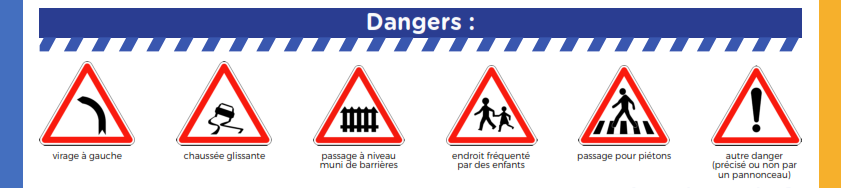 Dangers :
virage à gauche
chaussée glissante
passage à niveau
muni de barrières
endroit fréquenté
par des enfants
passage pour piétons
autre danger
(précisé ou non par
un pannonceau)